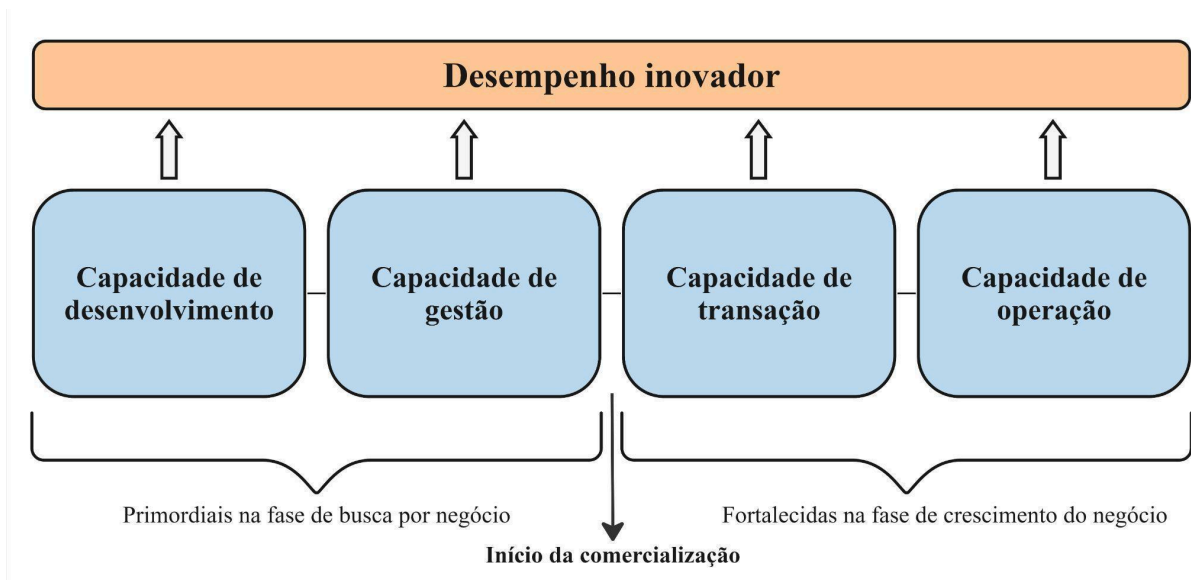 Desempenho inovador
Capacidade de
desenvolvimento
Capacidade de
gestão
Capacidade de
transação
Capacidade de
operação
Primordiais na fase de busca por negócio
Fortalecidas na fase de crescimento do negócio
Início da comercialização